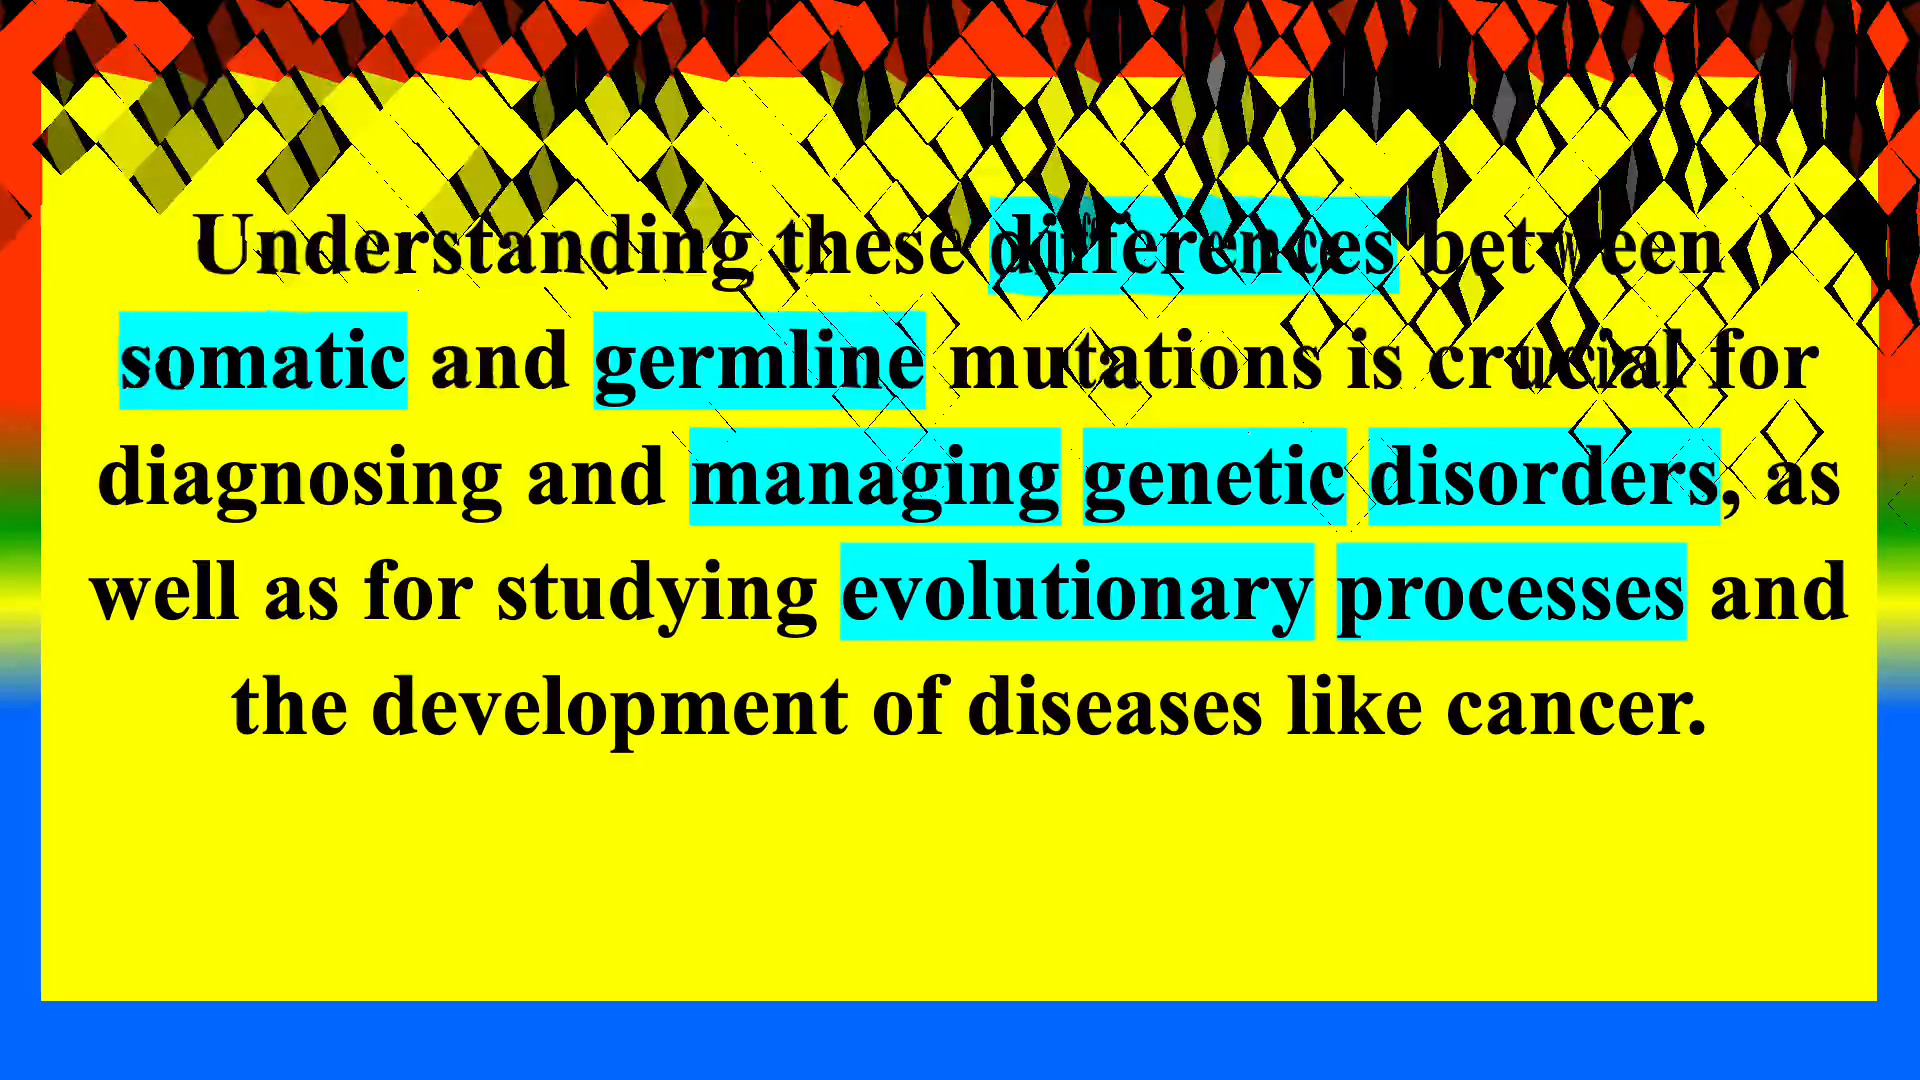 Understanding these differences between
somatic and germline mutations is crucial for
diagnosing and managing genetic disorders, as
well as for studying evolutionary processes and
the development of diseases like cancer.